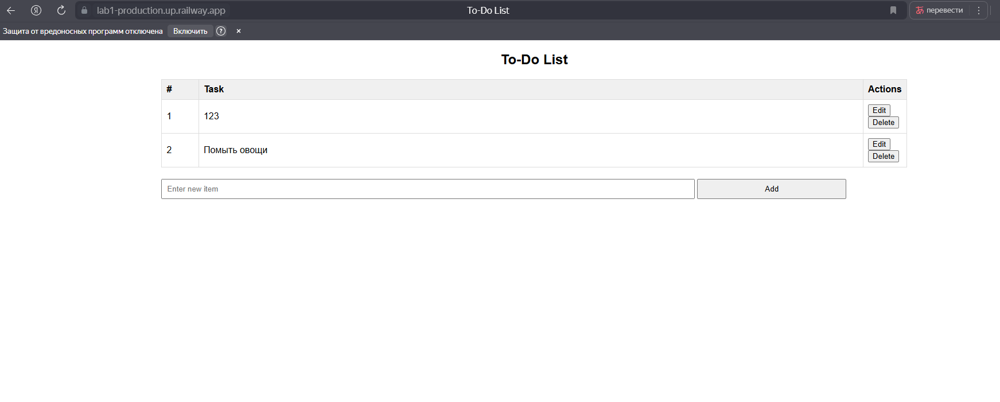 lab1-production.up.railway.app To-Do List あ перевести
Защита от вредоносных программ отключена Включить ? ×
To-Do List
# Task Actions
1 123 Edit
Delete
2 Помыть овощи Edit
Delete
Enter new item Add